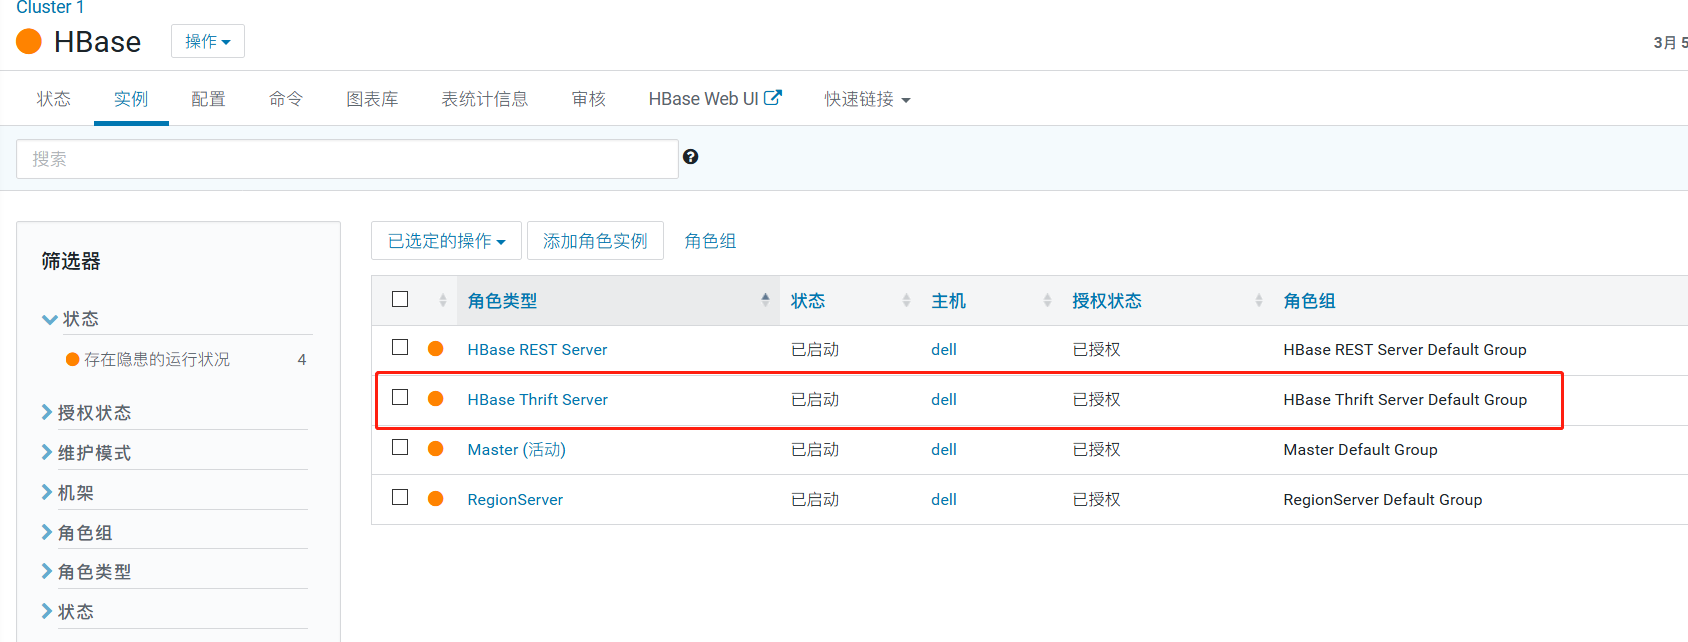 Cluster 1
HBase 操作
3月 5
状态 实例 配置 命令 图表库 表统计信息 审核 HBase Web UI 快速链接
搜索
筛选器
状态
存在隐患的运行状况 4
授权状态
维护模式
机架
角色组
角色类型
状态
已选定的操作 添加角色实例 角色组
角色类型 状态 主机 授权状态 角色组
HBase REST Server 已启动 dell 已授权 HBase REST Server Default Group
HBase Thrift Server 已启动 dell 已授权 HBase Thrift Server Default Group
Master (活动) 已启动 dell 已授权 Master Default Group
RegionServer 已启动 dell 已授权 RegionServer Default Group